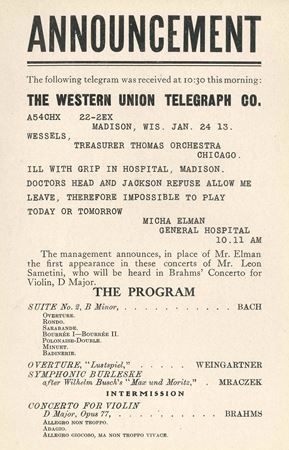 ANNOUNCEMENT
The following telegram was received at 10:30 this morning:
THE WESTERN UNION TELEGRAPH CO.
A54CHX 22-2EX
MADISON, WIS. JAN. 24 13.
WESSELS,
TREASURER THOMAS ORCHESTRA
CHICAGO.
ILL WITH GRIP IN HOSPITAL, MADISON.
DOCTORS HEAD AND JACKSON REFUSE ALLOW ME
LEAVE, THEREFORE IMPOSSIBLE TO PLAY
TODAY OR TOMORROW
MICHA ELMAN
GENERAL HOSPITAL
10.11 AM
The management announces, in place of Elman
the first appearance in these concerts of Mr. Leon
Sametini, who will be heard in Brahms' Concerto for
Violin, D Major.
THE PROGRAM
SUITE No. 2, B Minor, . . . . . . . . . . . BACH
OVERTURE.
RONDO.
SARABANDE.
BOURRÉE I—BOURRÉE II.
POLONAISE-DOUBLE.
MINUET.
BADINERIE.
OVERTURE, "Lustspiel," . . . . . WEINGARTNER
SYMPHONIC BURLESKE
after Wilhelm Busch's "Max und Moritz," . MRACZEK
INTERMISSION
CONCERTO FOR VIOLIN
D Major, Opus 77, . . . . . . . . . . BRAHMS
ALLEGRO NON TROPPO.
ADAGIO.
ALLEGRO GIOCOSO, MA NON TROPPO VIVACE.